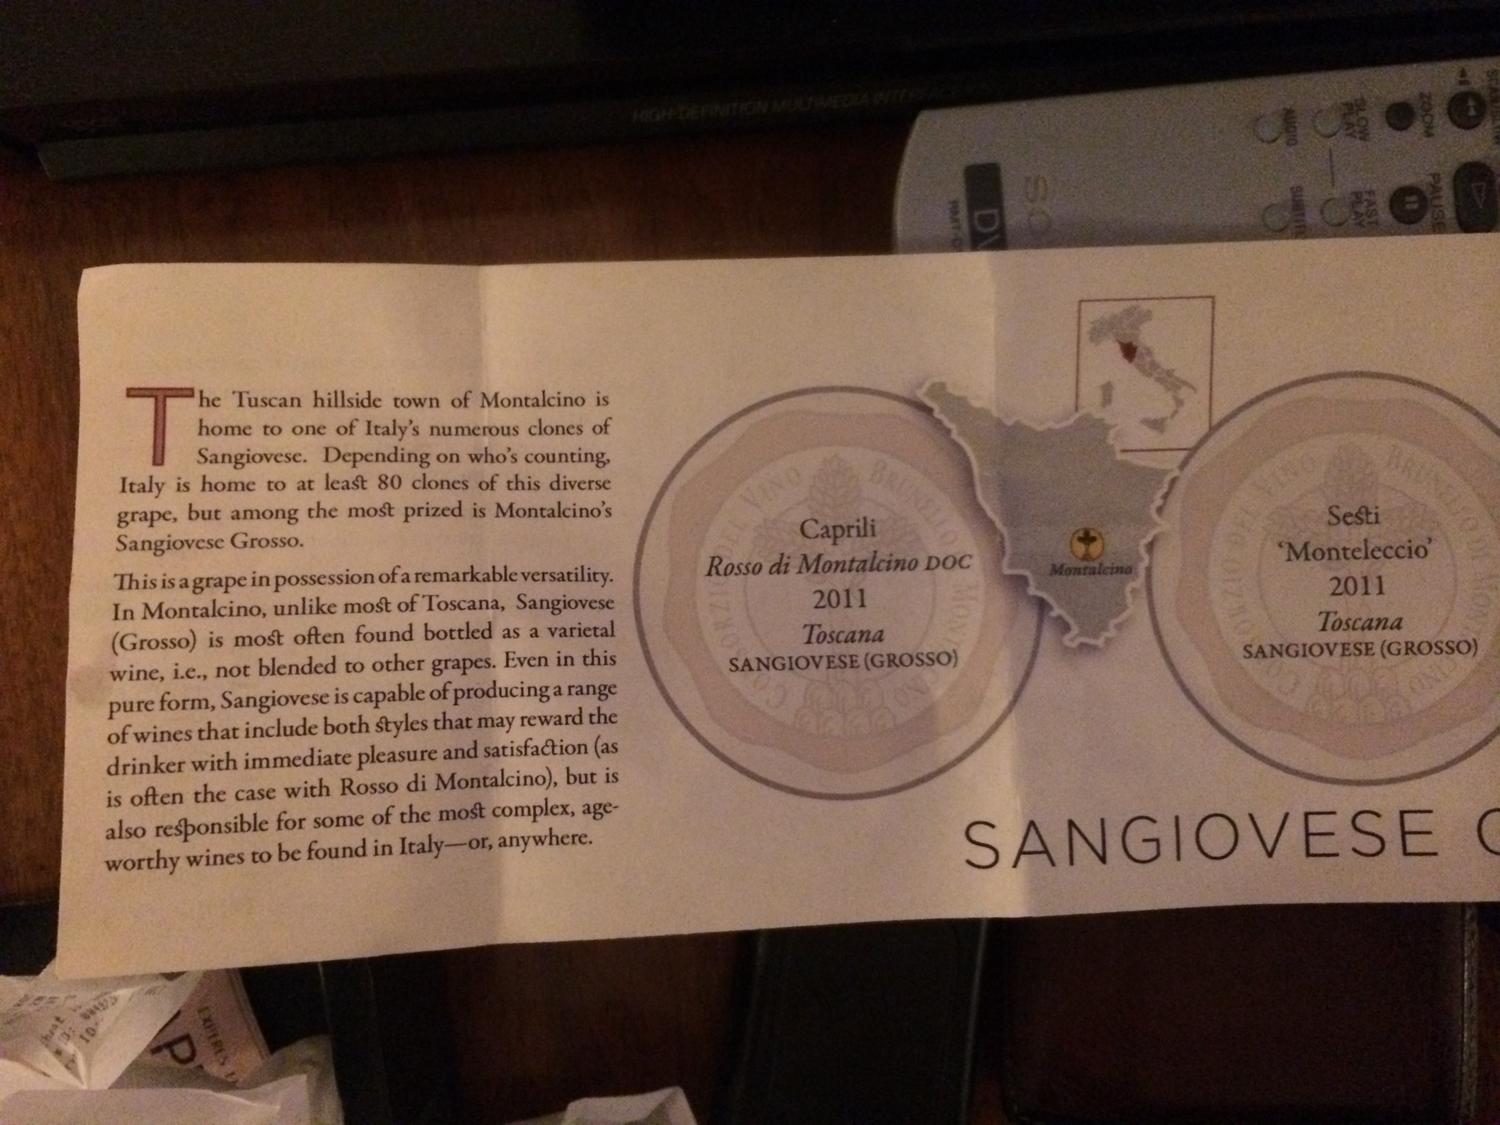 HIGH-DEFINITION MULTIMEDIA INTERFACE
SO
DV
RMT-D
AUDIO
SLOW
PLAY
ZOOM
FAST
PLAY
PAUSE
The Tuscan hillside town of Montalcino is
home to one of Italy's numerous clones of
Sangiovese. Depending on who's counting,
Italy is home to at least 80 clones of this diverse
grape, but among the most prized is Montalcino's
Sangiovese Grosso.
This is a grape in possession of a remarkable versatility.
In Montalcino, unlike most of Toscana, Sangiovese
(Grosso) is most often found bottled as a varietal
wine, i.e., not blended to other grapes. Even in this
pure form, Sangiovese is capable of producing a range
of wines that include both styles that may reward the
drinker with immediate pleasure and satisfaction (as
is often the case with Rosso di Montalcino), but is
also responsible for some of the most complex, age-
worthy wines to be found in Italy—or, anywhere.
Caprili
Rosso di Montalcino DOC
2011
Toscana
SANGIOVESE (GROSSO)
Montalcino
Sesti
'Monteleccio'
2011
Toscana
SANGIOVESE (GROSSO)
SANGIOVESE
EXPIRES